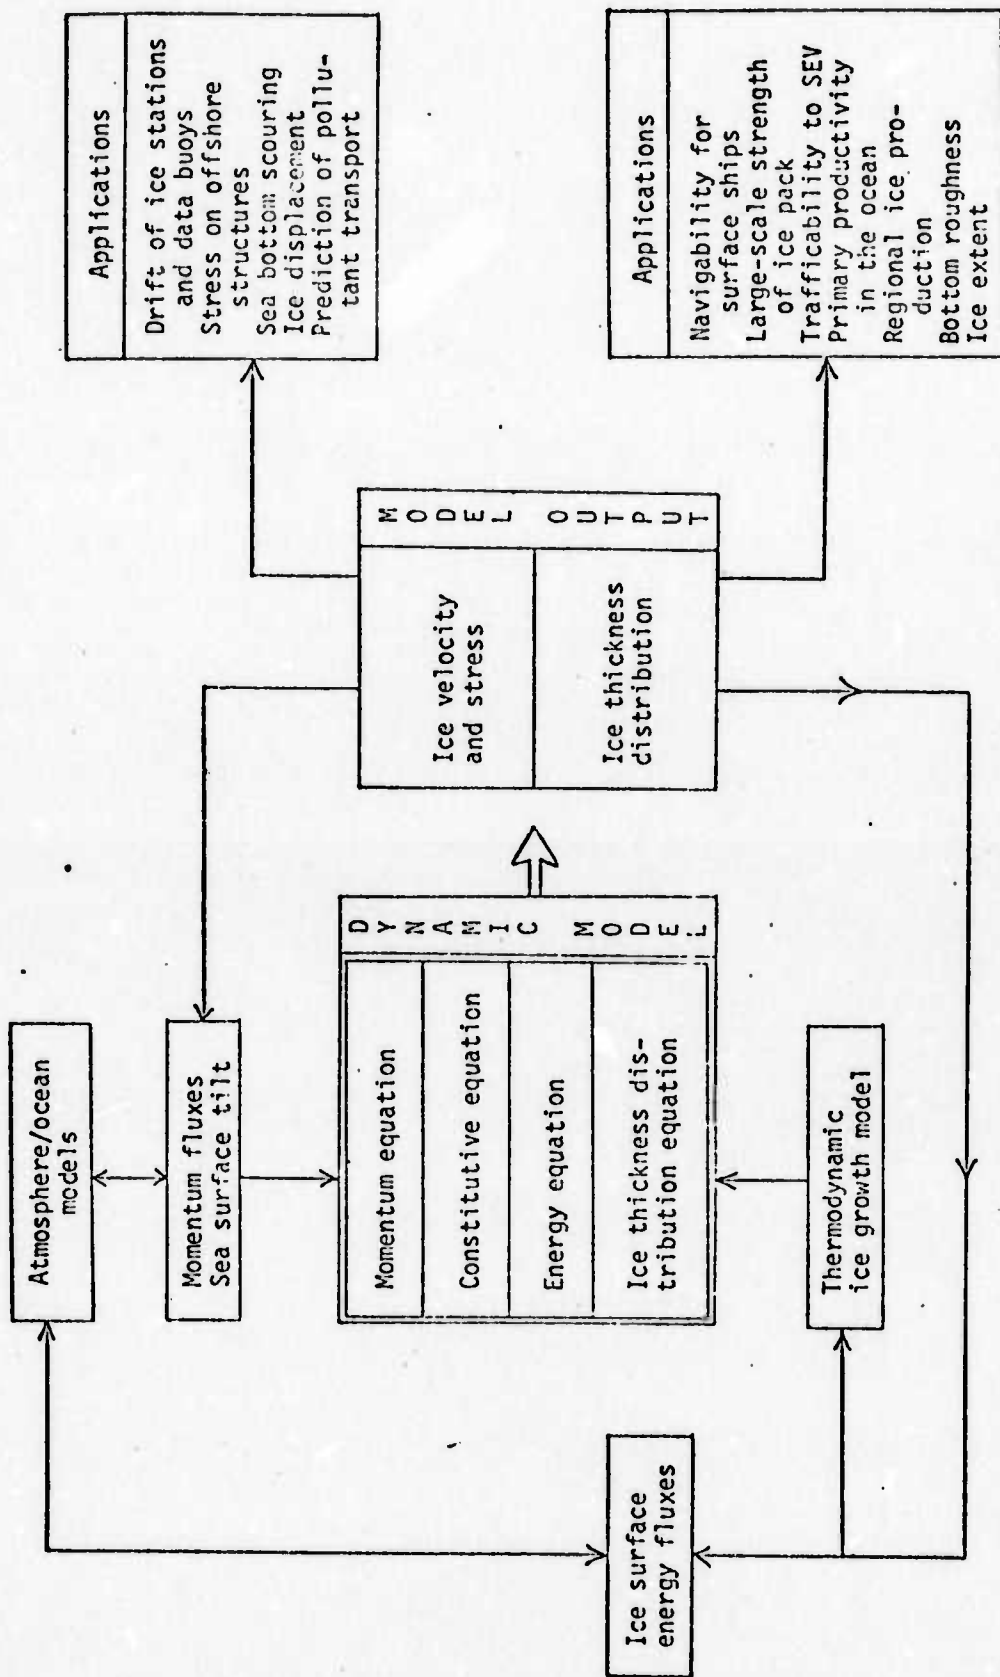 Atmosphere/ocean
models
Momentum fluxes
Sea surface tilt
Ice surface
energy fluxes
DYNAMIC MODEL
Momentum equation
Constitutive equation
Energy equation
Ice thickness dis-
tribution equation
Thermodynamic
ice growth model
MODEL OUTPUT
Ice velocity
and stress
Ice thickness
distribution
Applications
Drift of ice stations
and data buoys
Stress on offshore
structures
Sea bottom scouring
Ice displacement
Prediction of pollu-
tant transport
Applications
Navigability for
surface ships
Large-scale strength
of ice pack
Trafficability to SEV
Primary productivity
in the ocean
Regional ice pro-
duction
Bottom roughness
Ice extent